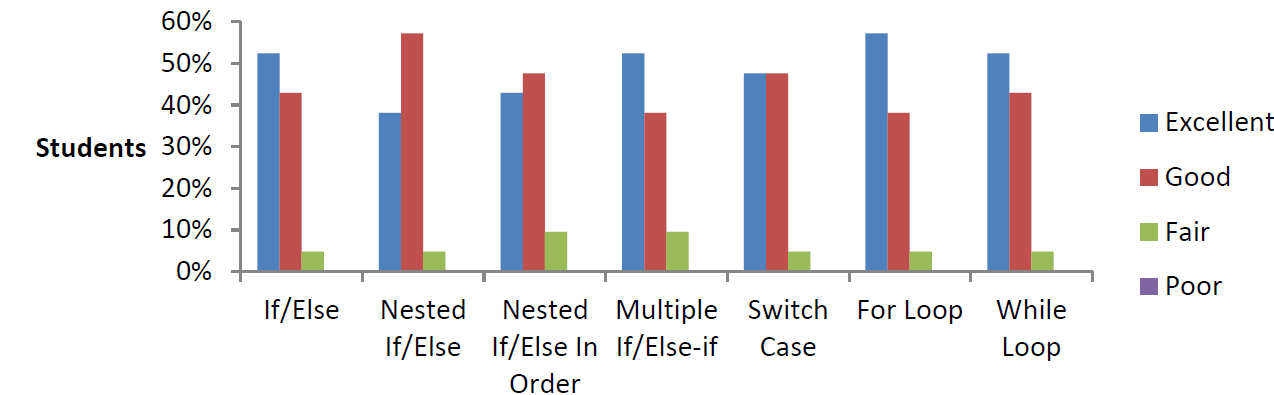 60%
50%
40%
30%
20%
10%
0%
Students
If/Else
Nested
If/Else
Nested
If/Else In
Order
Multiple
If/Else-if
Switch
Case
For Loop
While
Loop
Excellent
Good
Fair
Poor